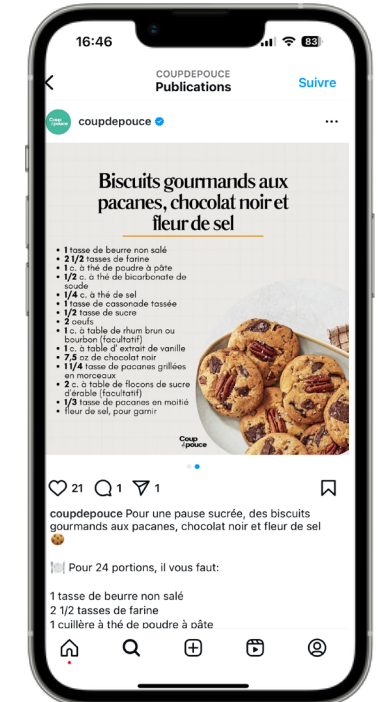 16:46
83
COUPDEPOUCE
Publications
Suivre
Coup de pouce
coupdepouce
Biscuits gourmands aux
pacanes, chocolat noir et
fleur de sel
• 1 tasse de beurre non salé
• 2 1/2 tasses de farine
• 1 c. à thé de poudre à pâte
• 1/2 c. à thé de bicarbonate de
soude
• 1/4 c. à thé de sel
• 1 tasse de cassonade tassée
• 1/2 tasse de sucre
• 2 oeufs
• 1 c. à table de rhum brun ou
bourbon (facultatif)
• 1 c. à table d' extrait de vanille
• 7,5 oz de chocolat noir
• 1 1/4 tasse de pacanes grillées
en morceaux
• 2 c. à table de flocons de sucre
d'érable (facultatif)
• 1/3 tasse de pacanes en moitié
• fleur de sel, pour garnir
Coup
de pouce
21 1 1
coupdepouce Pour une pause sucrée, des biscuits
gourmands aux pacanes, chocolat noir et fleur de sel
🍪
🍽️ Pour 24 portions, il vous faut:
1 tasse de beurre non salé
2 1/2 tasses de farine
1 cuillère à thé de poudre à pâte